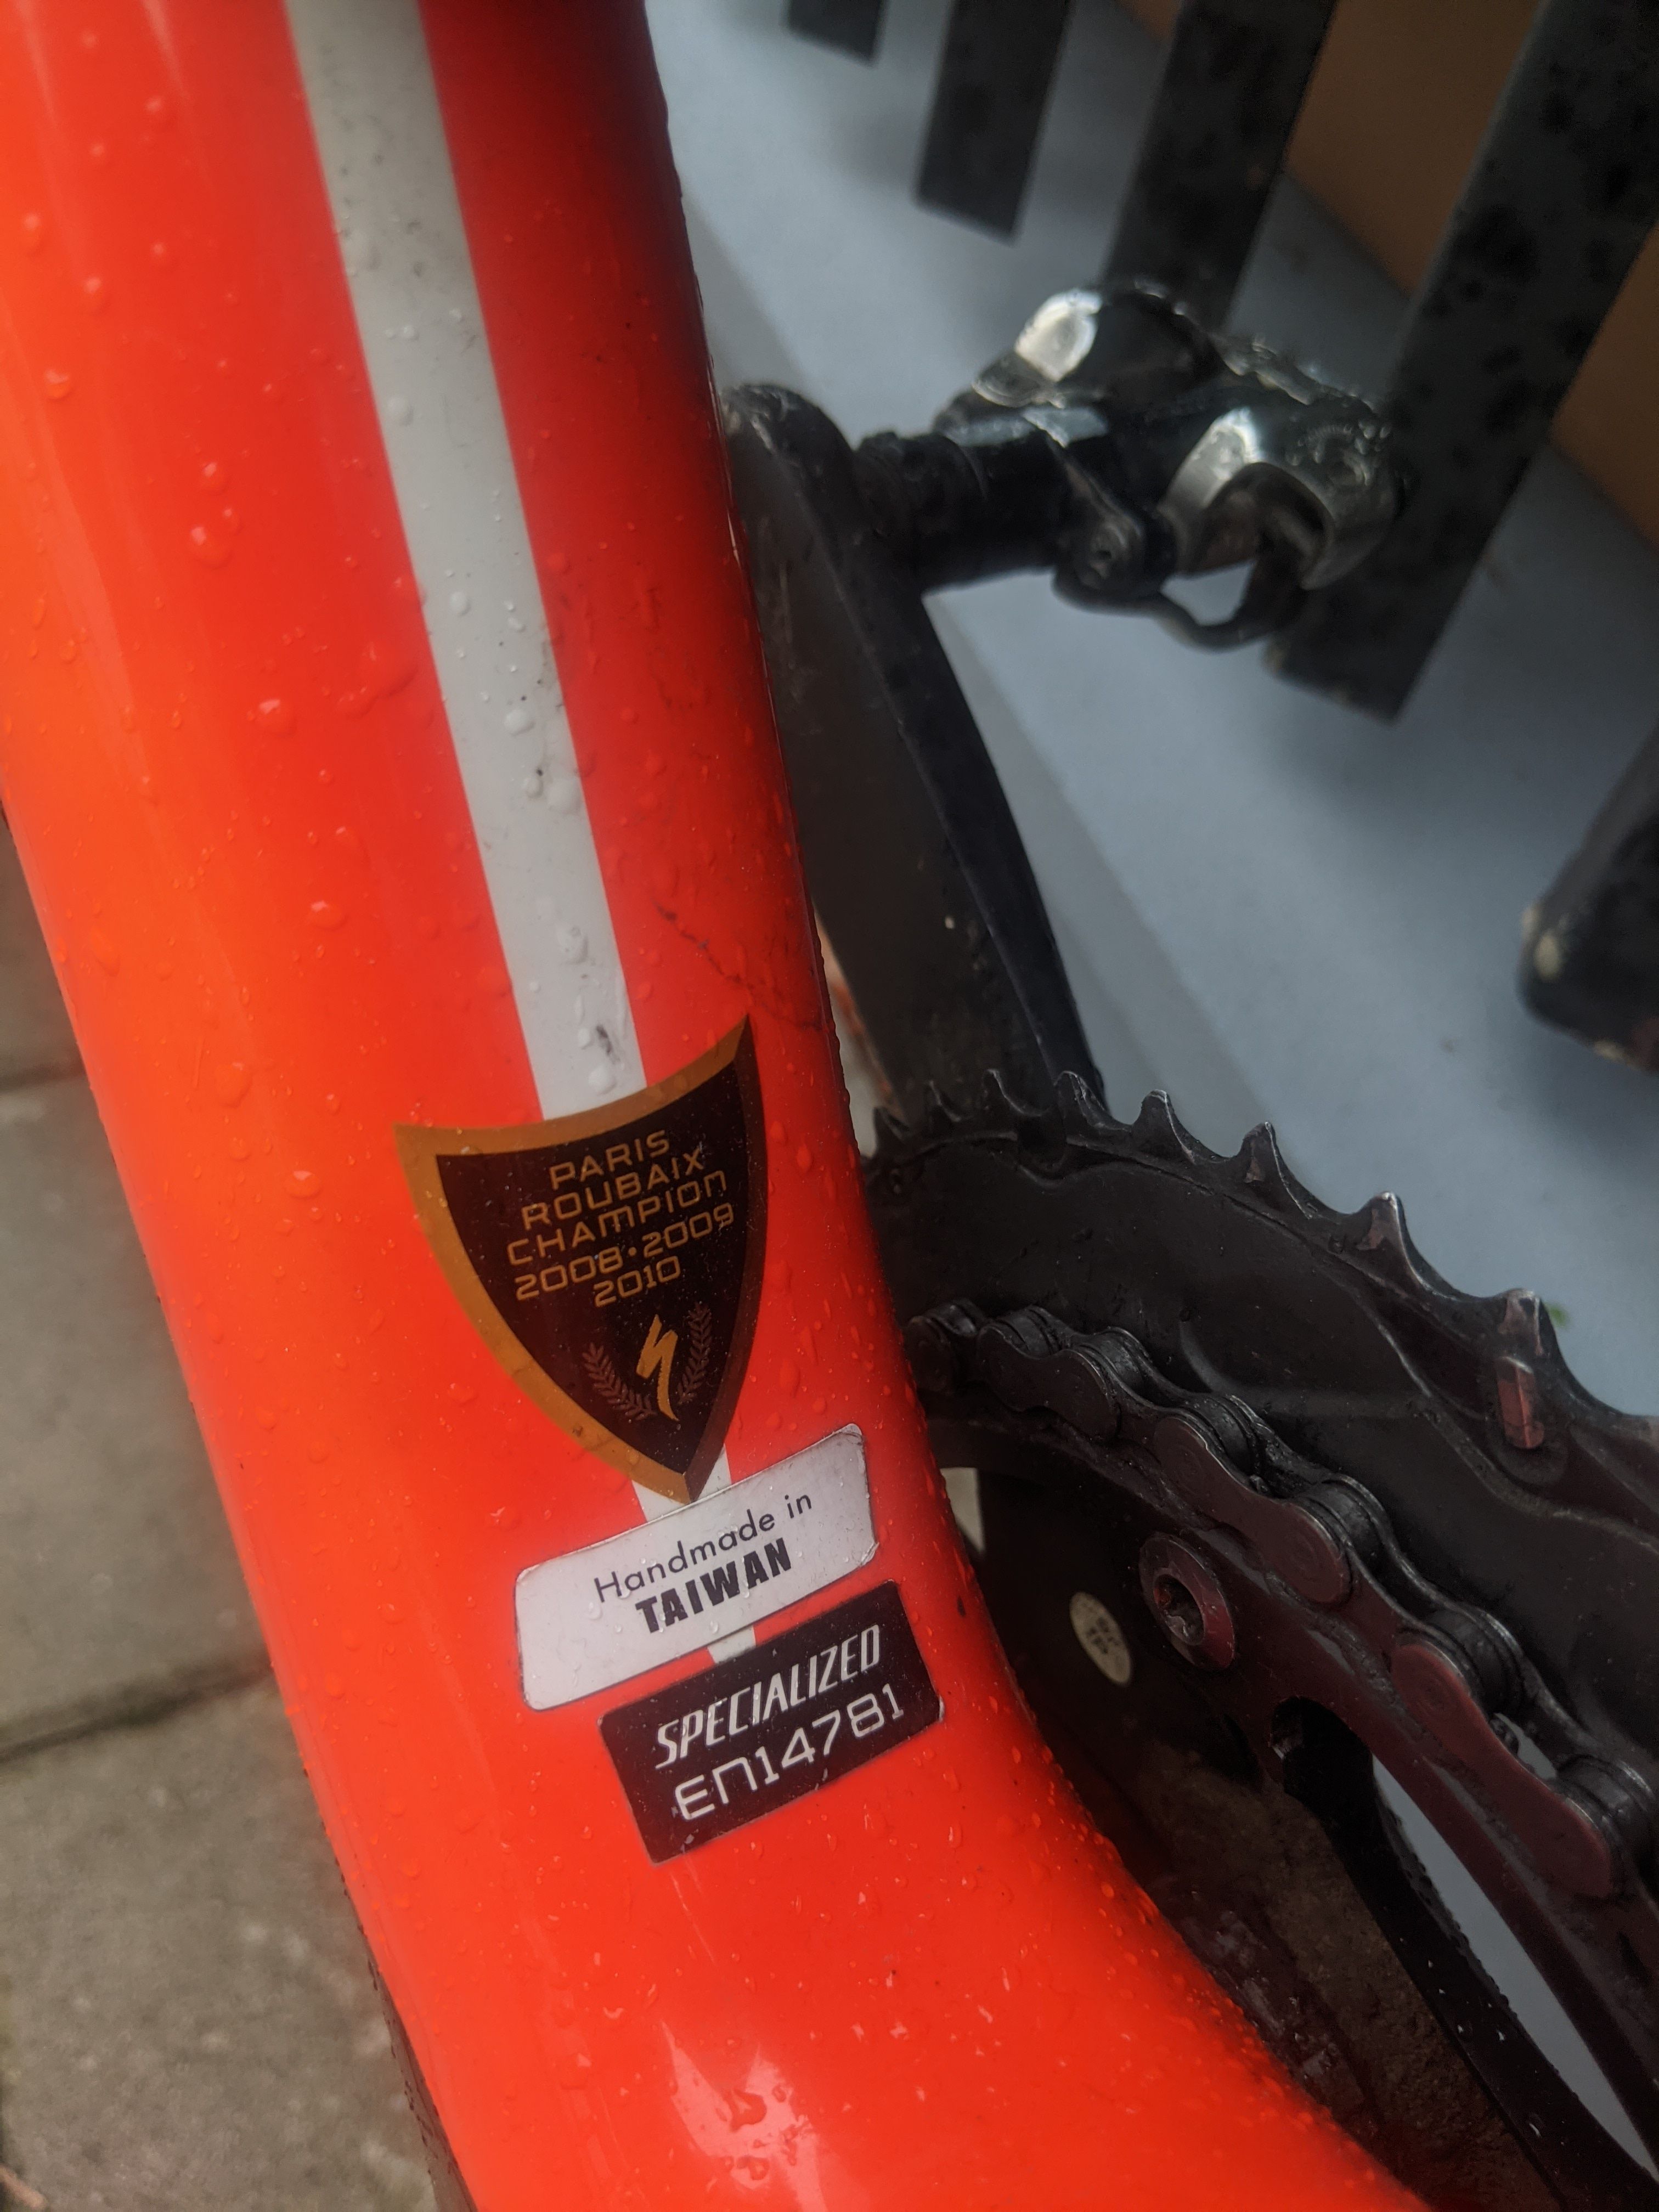 PARIS
ROUBAIX
CHAMPION
2008•2009
2010
Handmade in
TAIWAN
SPECIALIZED
EN14781